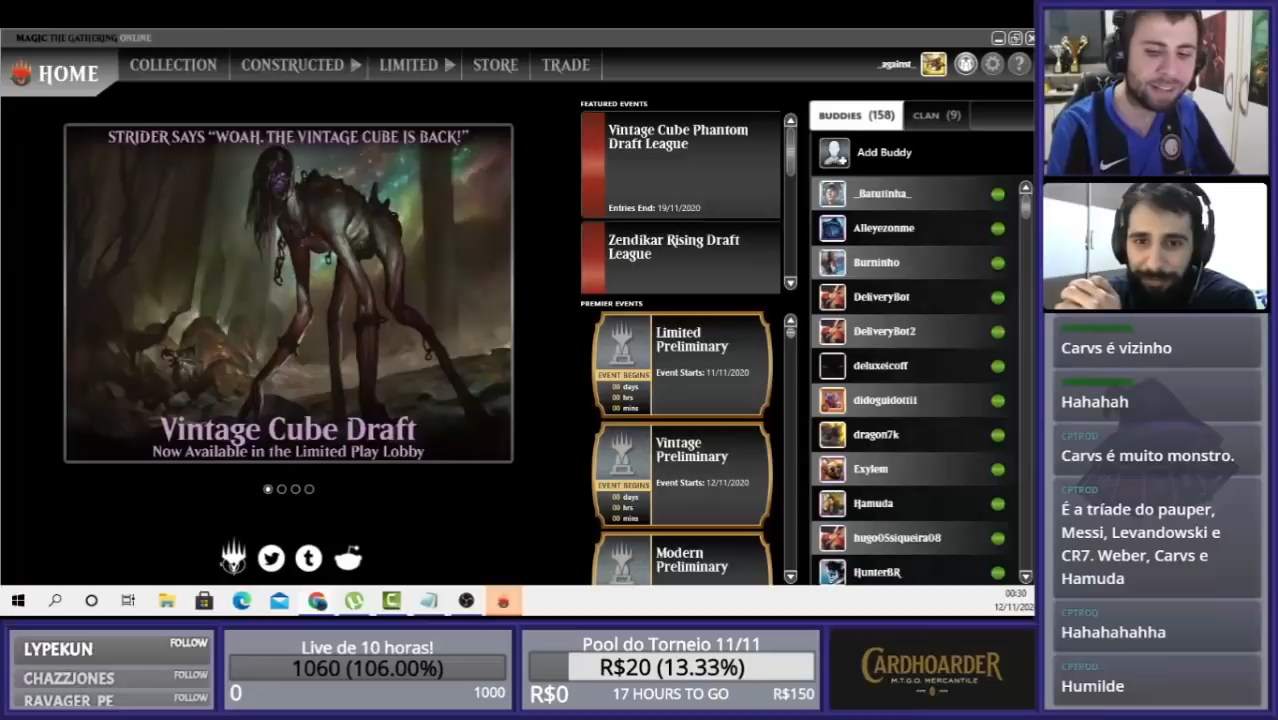 MAGIC THE GATHERING ONLINE
HOME
COLLECTION
CONSTRUCTED
LIMITED
STORE
TRADE
_against_
STRIDER SAYS “WOAH. THE VINTAGE CUBE IS BACK!”
Vintage Cube Draft
Now Available in the Limited Play Lobby
FEATURED EVENTS
Vintage Cube Phantom
Draft League
Entries End: 19/11/2020
Zendikar Rising Draft
League
PREMIER EVENTS
Limited
Preliminary
Event Starts: 11/11/2020
EVENT BEGINS
00 days
00 hrs
00 mins
Vintage
Preliminary
Event Starts: 12/11/2020
EVENT BEGINS
00 days
00 hrs
00 mins
Modern
Preliminary
BUDDIES (158)
CLAN (9)
Add Buddy
_Batutinha_
Alleyezonme
Burninho
DeliveryBot
DeliveryBot2
deluxeicoff
didoguidottii
dragon7k
Exylem
Hamuda
hugo05siqueira08
HunterBR
Carvs é vizinho
Hahahah
CPTROD
Carvs é muito monstro.
CPTROD
É a tríade do pauper,
Messi, Levandowski e
CR7. Weber, Carvs e
Hamuda
CPTROD
Hahahahahha
CPTROD
Humilde
00:30
12/11/202
LYPEKUN FOLLOW
CHAZZJONES FOLLOW
RAVAGER_PE FOLLOW
Live de 10 horas!
1060 (106.00%)
0
1000
Pool do Torneio 11/11
R$20 (13.33%)
R$0
17 HOURS TO GO
R$150
CARDHOARDER
M.T.G.O. MERCANTILE